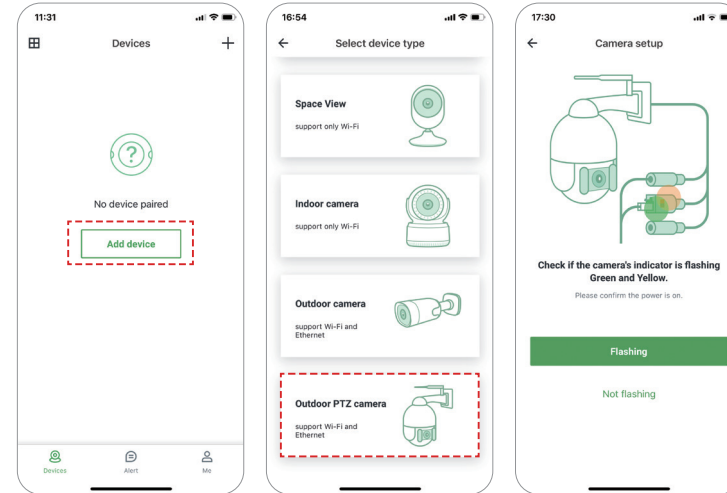 11:31
Devices
No device paired
Add device
Devices
Alert
Me
16:54
Select device type
Space View
support only Wi-Fi
Indoor camera
support only Wi-Fi
Outdoor camera
support Wi-Fi and
Ethernet
Outdoor PTZ camera
support Wi-Fi and
Ethernet
17:30
Camera setup
Check if the camera's indicator is flashing
Green and Yellow.
Please confirm the power is on.
Flashing
Not flashing